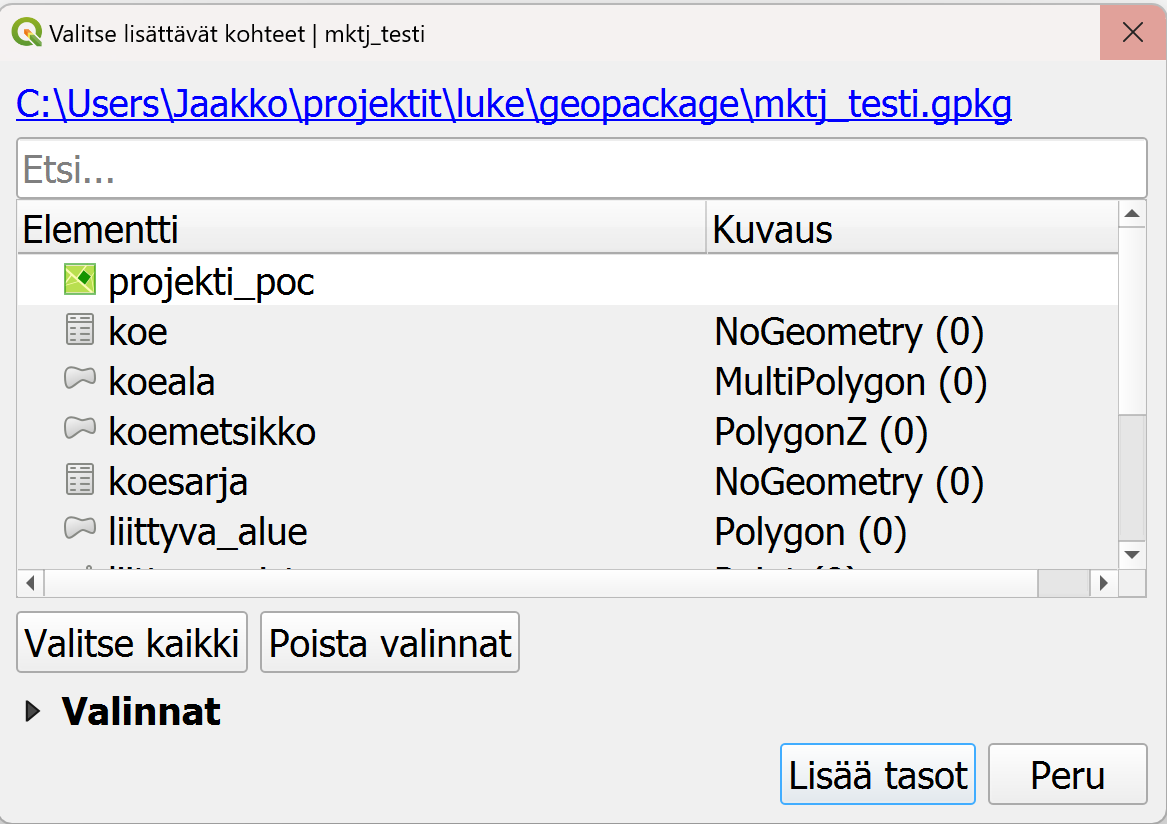 Valitse lisättävät kohteet | mktj_testi
C:\Users\Jaakko\projektit\luke\geopackage\mktj_testi.gpkg
Etsi...
Elementti Kuvaus
projekti_poc
koe NoGeometry (0)
koeala MultiPolygon (0)
koemetsikko PolygonZ (0)
koesarja NoGeometry (0)
liittyva_alue Polygon (0)
Valitse kaikki Poista valinnat
Valinnat
Lisää tasot Peru